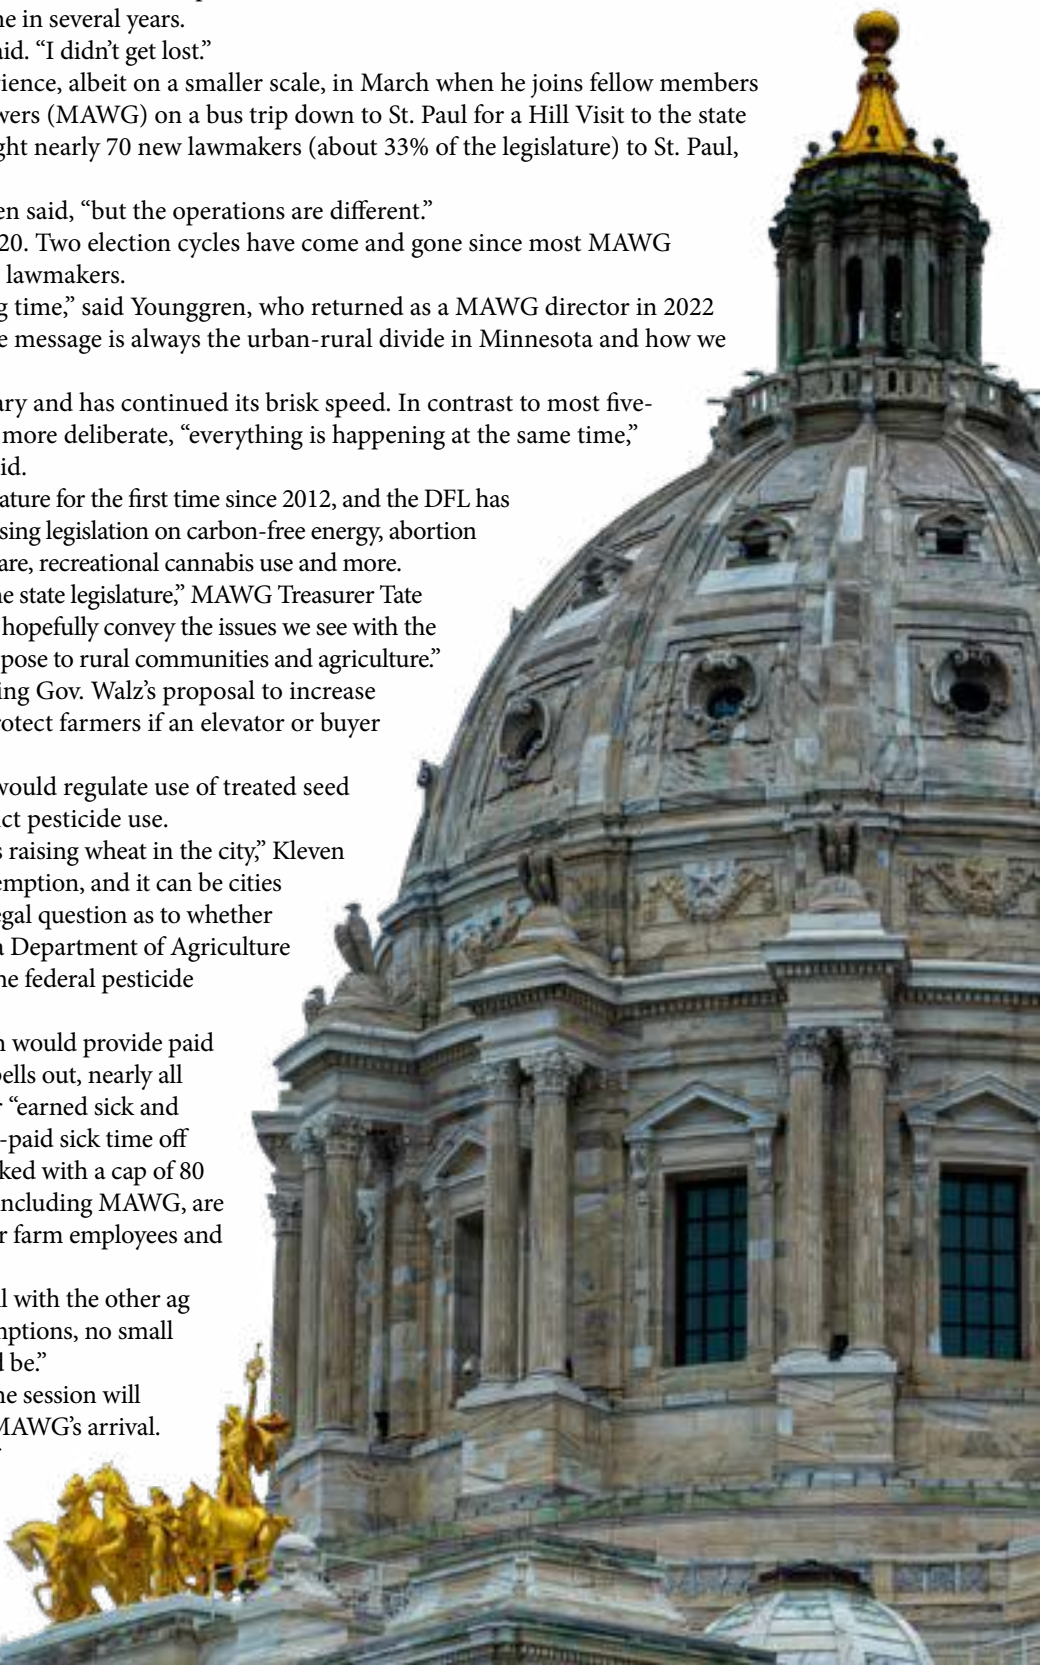 ne in several years.
aid. “I didn’t get lost.”
rience, albeit on a smaller scale, in March when he joins fellow members
wers (MAWG) on a bus trip down to St. Paul for a Hill Visit to the state
ght nearly 70 new lawmakers (about 33% of the legislature) to St. Paul,
en said, “but the operations are different.”
20. Two election cycles have come and gone since most MAWG
lawmakers.
g time,” said Younggren, who returned as a MAWG director in 2022
e message is always the urban-rural divide in Minnesota and how we
ary and has continued its brisk speed. In contrast to most five-
more deliberate, “everything is happening at the same time,”
id.
ature for the first time since 2012, and the DFL has
sing legislation on carbon-free energy, abortion
are, recreational cannabis use and more.
he state legislature,” MAWG Treasurer Tate
hopefully convey the issues we see with the
pose to rural communities and agriculture.”
ing Gov. Walz’s proposal to increase
rotect farmers if an elevator or buyer
would regulate use of treated seed
ict pesticide use.
s raising wheat in the city,” Kleven
emption, and it can be cities
egal question as to whether
a Department of Agriculture
he federal pesticide
n would provide paid
pells out, nearly all
r “earned sick and
-paid sick time off
ked with a cap of 80
including MAWG, are
r farm employees and
ll with the other ag
mptions, no small
d be.”
he session will
MAWG’s arrival.